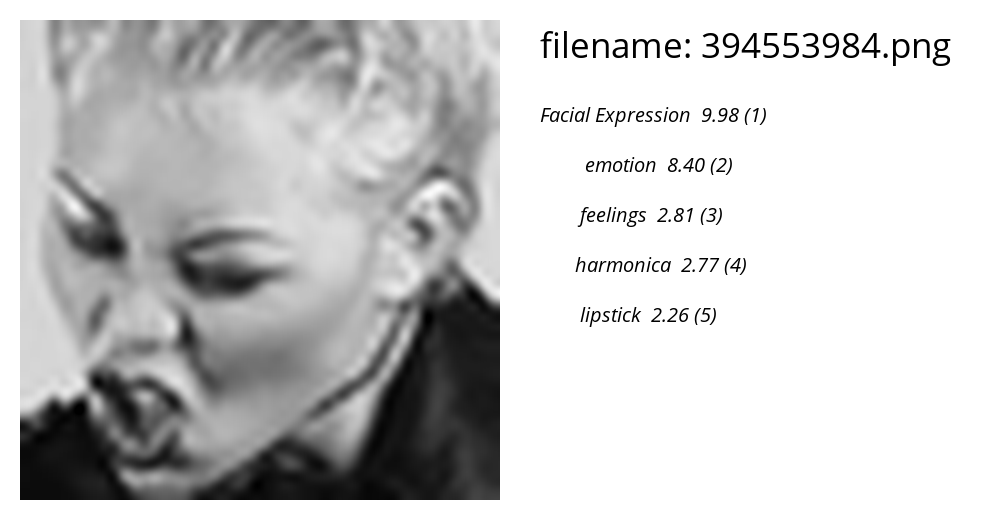 filename: 394553984.png
Facial Expression 9.98 (1)
emotion 8.40 (2)
feelings 2.81 (3)
harmonica 2.77 (4)
lipstick 2.26 (5)